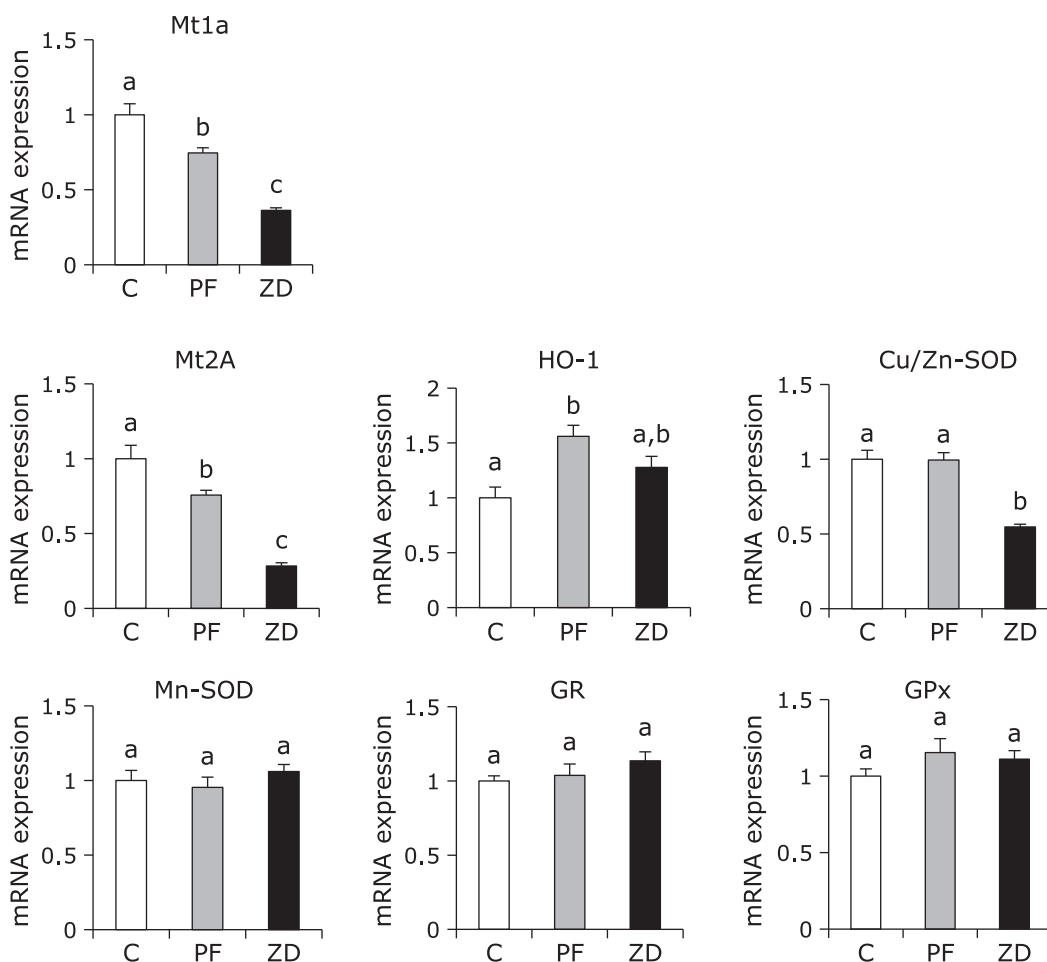 Mt1a
mRNA expression
1.5
1
0.5
0
a
b
c
C PF ZD
Mt2A
mRNA expression
1.5
1
0.5
0
a
b
c
C PF ZD
HO-1
mRNA expression
2
1.5
1
0.5
0
a
b
a,b
C PF ZD
Cu/Zn-SOD
mRNA expression
1.5
1
0.5
0
a
a
b
C PF ZD
Mn-SOD
mRNA expression
1.5
1
0.5
0
a
a
a
C PF ZD
GR
mRNA expression
1.5
1
0.5
0
a
a
a
C PF ZD
GPx
mRNA expression
1.5
1
0.5
0
a
a
a
C PF ZD